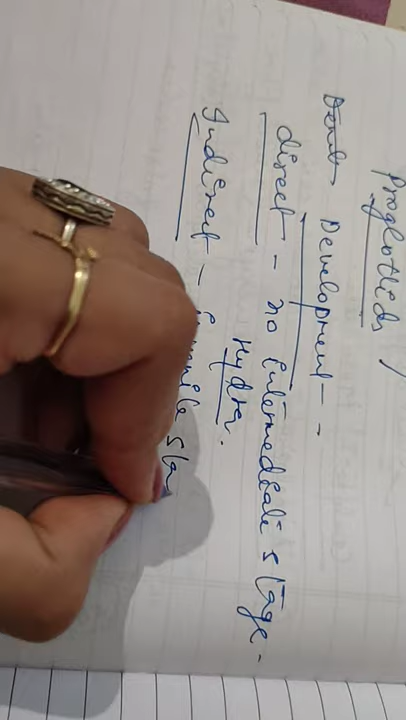 Proglottids
Development -
direct - no intermediate stage.
Hydra.
Indirect -